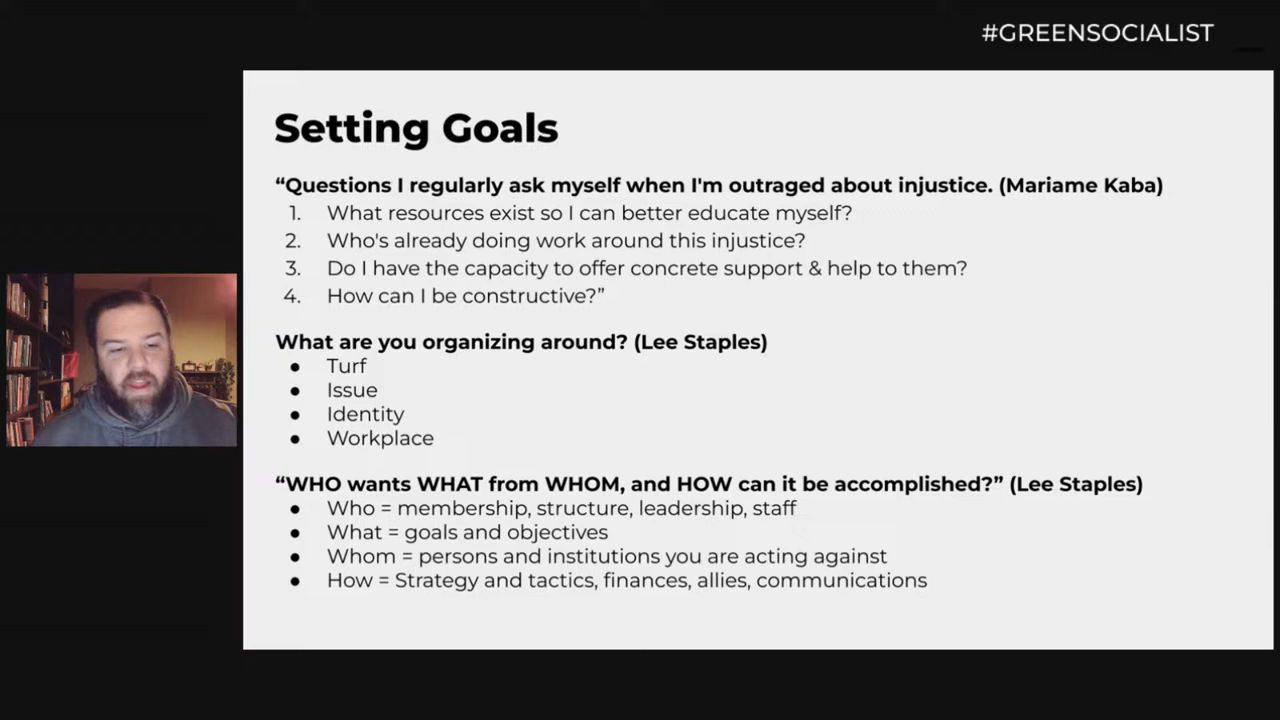 #GREENSOCIALIST
Setting Goals
“Questions I regularly ask myself when I'm outraged about injustice. (Mariame Kaba)
1. What resources exist so I can better educate myself?
2. Who's already doing work around this injustice?
3. Do I have the capacity to offer concrete support & help to them?
4. How can I be constructive?”
What are you organizing around? (Lee Staples)
● Turf
● Issue
● Identity
● Workplace
“WHO wants WHAT from WHOM, and HOW can it be accomplished?” (Lee Staples)
● Who = membership, structure, leadership, staff
● What = goals and objectives
● Whom = persons and institutions you are acting against
● How = Strategy and tactics, finances, allies, communications